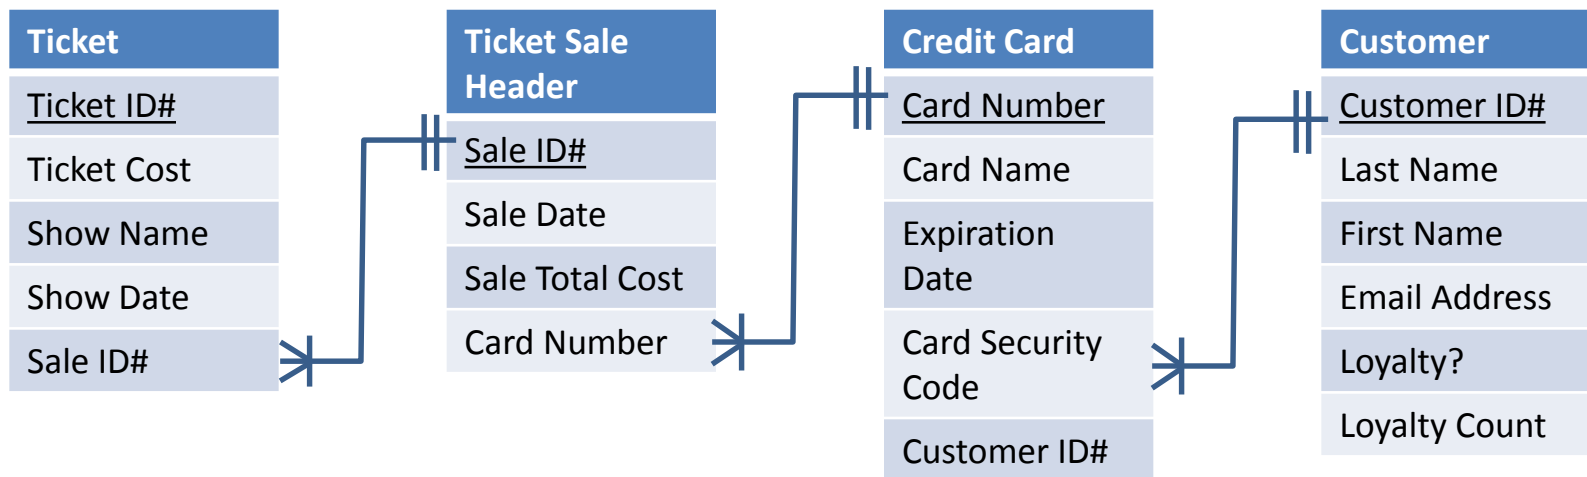 Ticket
Ticket ID#
Ticket Cost
Show Name
Show Date
Sale ID#
Ticket Sale
Header
Sale ID#
Sale Date
Sale Total Cost
Card Number
Credit Card
Card Number
Card Name
Expiration
Date
Card Security
Code
Customer ID#
Customer
Customer ID#
Last Name
First Name
Email Address
Loyalty?
Loyalty Count